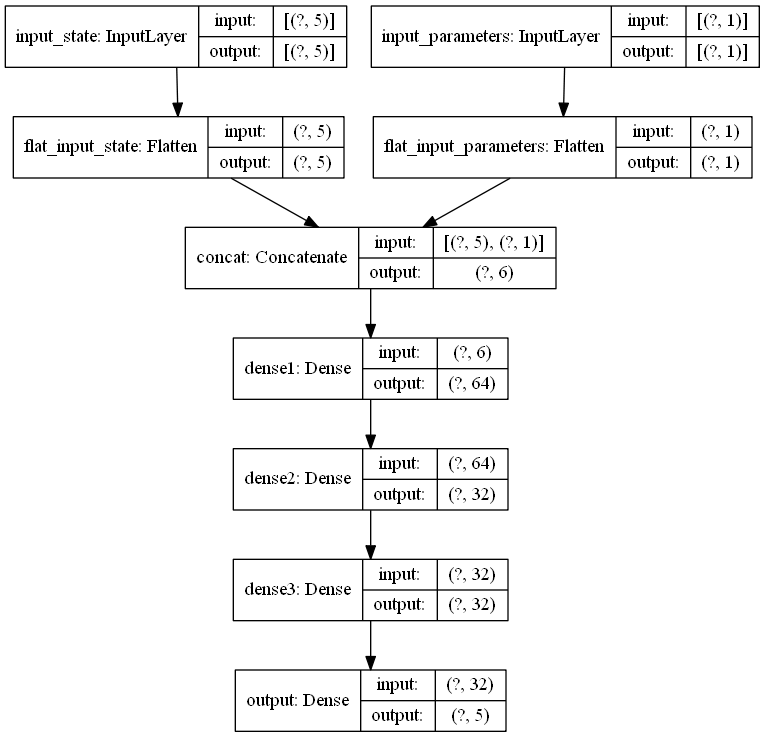 input_state: InputLayer input: [(?, 5)]
output: [(?, 5)]
input_parameters: InputLayer input: [(?, 1)]
output: [(?, 1)]
flat_input_state: Flatten input: (?, 5)
output: (?, 5)
flat_input_parameters: Flatten input: (?, 1)
output: (?, 1)
concat: Concatenate input: [(?, 5), (?, 1)]
output: (?, 6)
dense1: Dense input: (?, 6)
output: (?, 64)
dense2: Dense input: (?, 64)
output: (?, 32)
dense3: Dense input: (?, 32)
output: (?, 32)
output: Dense input: (?, 32)
output: (?, 5)